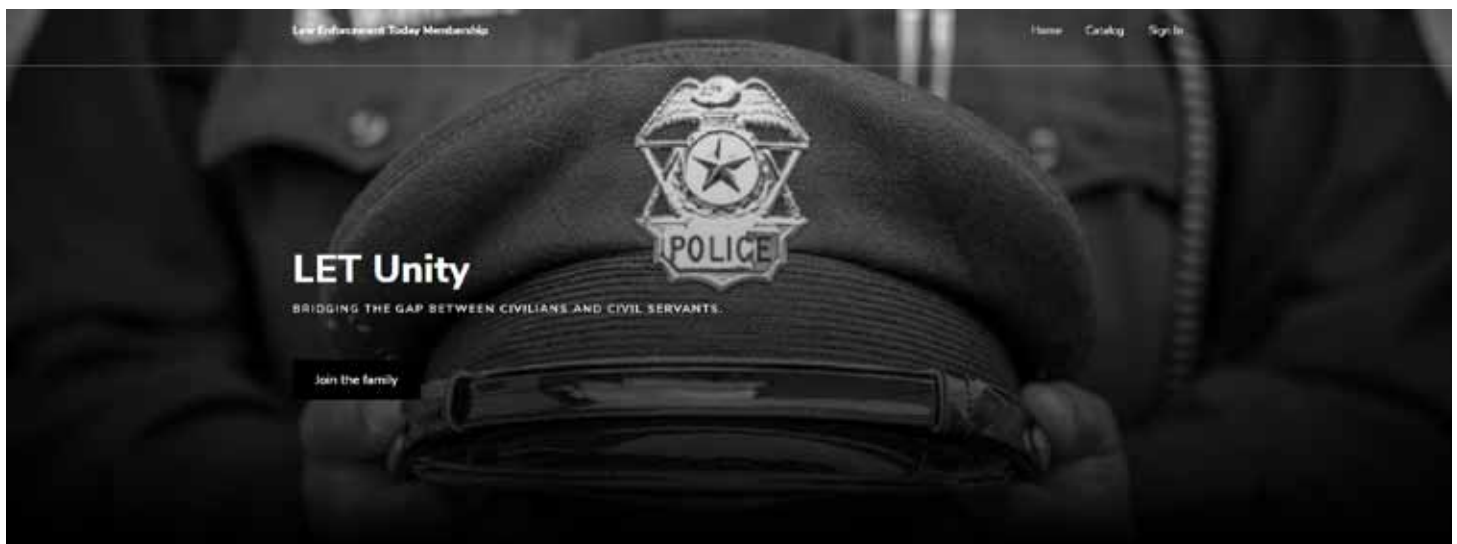 Law Enforcement Today Membership
Home Catalog Sign In
POLICE
LET Unity
BRIDGING THE GAP BETWEEN CIVILIANS AND CIVIL SERVANTS.
Join the family